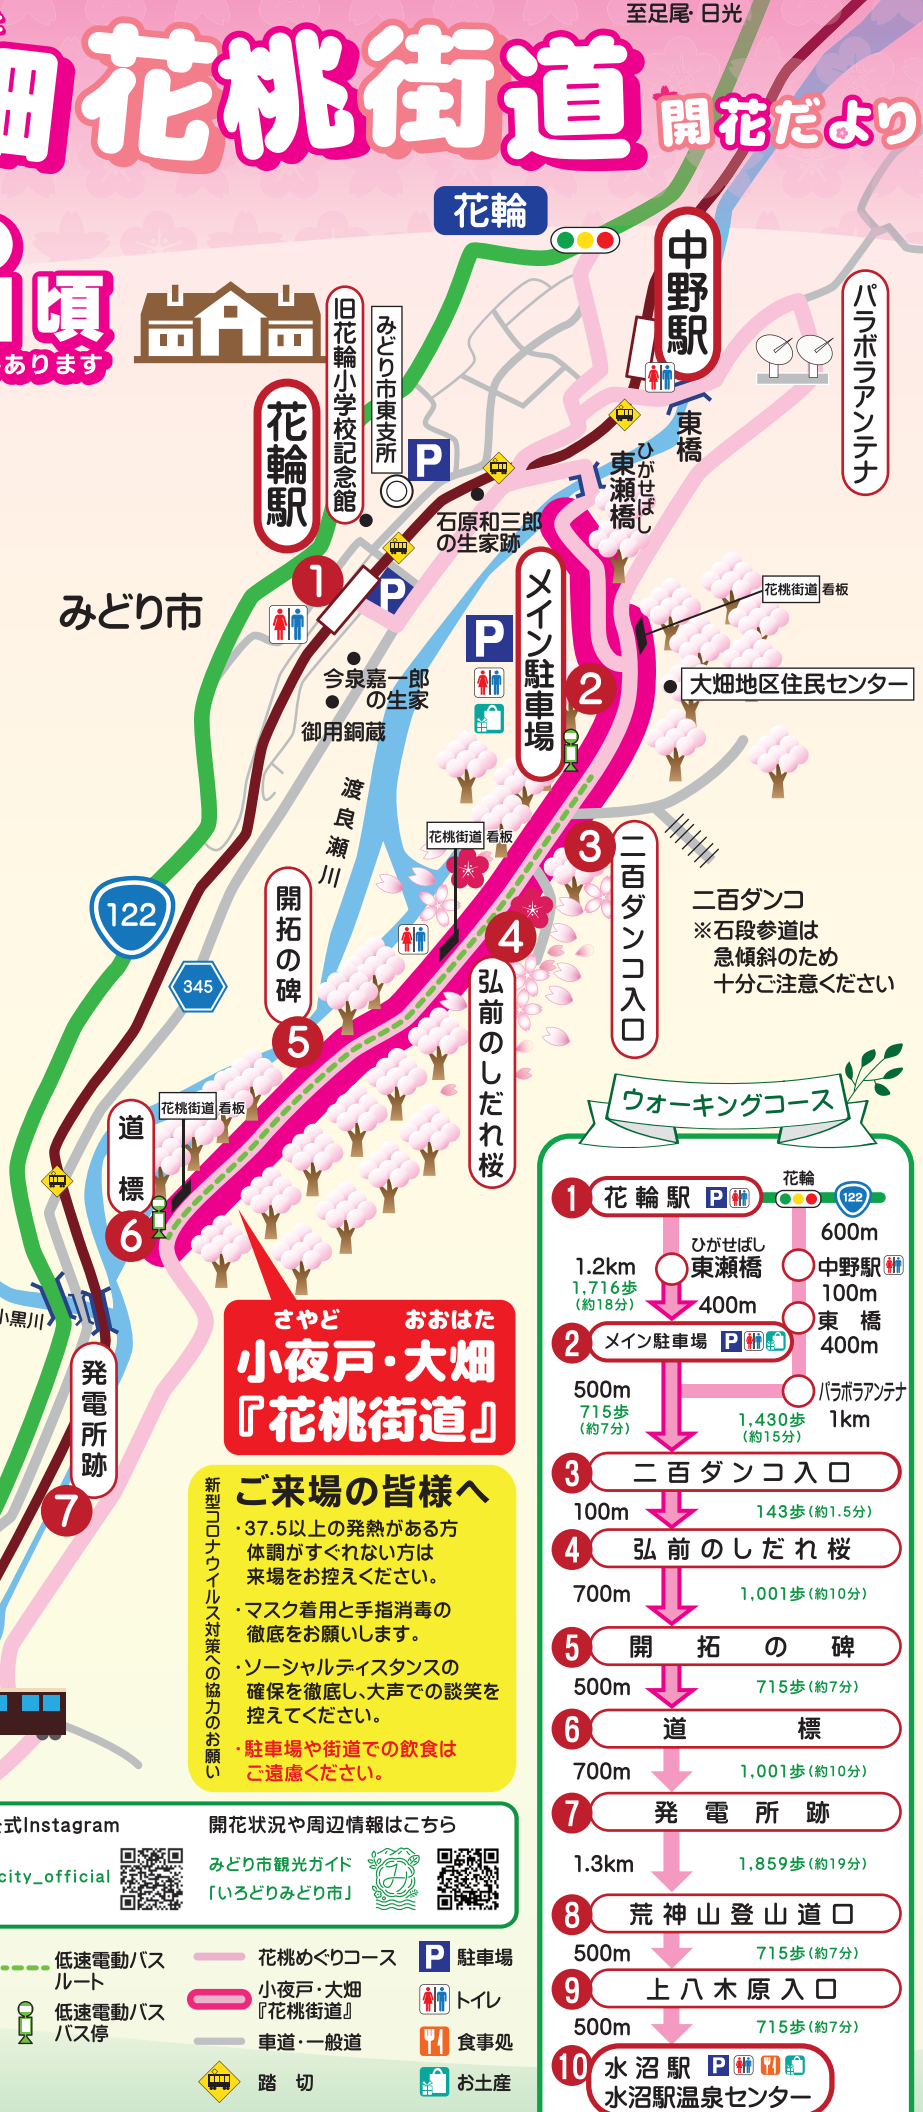 至足尾・日光
畑 花桃街道 開花だより
頃
あります
花輪
中野駅
パラボラアンテナ
旧花輪小学校記念館
みどり市東支所
花輪駅
P
東橋
ひがせばし
東瀬橋
石原和三郎
の生家跡
1
P
みどり市
メイン駐車場
P
花桃街道 看板
今泉嘉一郎
の生家
2
大畑地区住民センター
御用銅蔵
渡良瀬川
花桃街道 看板
3
二百ダンコ入口
122
開拓の碑
二百ダンコ
※石段参道は
急傾斜のため
十分ご注意ください
4
弘前のしだれ桜
345
5
花桃街道 看板
道標
6
小黒川
発電所跡
7
さやど おおはた
小夜戸・大畑
『花桃街道』
新型コロナウイルス対策への協力のお願い
ご来場の皆様へ
・37.5以上の発熱がある方
体調がすぐれない方は
来場をお控えください。
・マスク着用と手指消毒の
徹底をお願いします。
・ソーシャルディスタンスの
確保を徹底し、大声での談笑を
控えてください。
・駐車場や街道での飲食は
ご遠慮ください。
式Instagram
city_official
開花状況や周辺情報はこちら
みどり市観光ガイド
「いろどりみどり市」
低速電動バス
ルート
低速電動バス
バス停
花桃めぐりコース
小夜戸・大畑
『花桃街道』
車道・一般道
踏切
P 駐車場
トイレ
食事処
お土産
ウォーキングコース
1 花輪駅 P
花輪
122
600m
1.2km
1,716歩
(約18分)
ひがせばし
東瀬橋
400m
中野駅
100m
東橋
400m
2 メイン駐車場 P
パラボラアンテナ
1km
500m
715歩
(約7分)
1,430歩
(約15分)
3 二百ダンコ入口
100m 143歩(約1.5分)
4 弘前のしだれ桜
700m 1,001歩(約10分)
5 開拓の碑
500m 715歩(約7分)
6 道標
700m 1,001歩(約10分)
7 発電所跡
1.3km 1,859歩(約19分)
8 荒神山登山道口
500m 715歩(約7分)
9 上八木原入口
500m 715歩(約7分)
10 水沼駅 P
水沼駅温泉センター